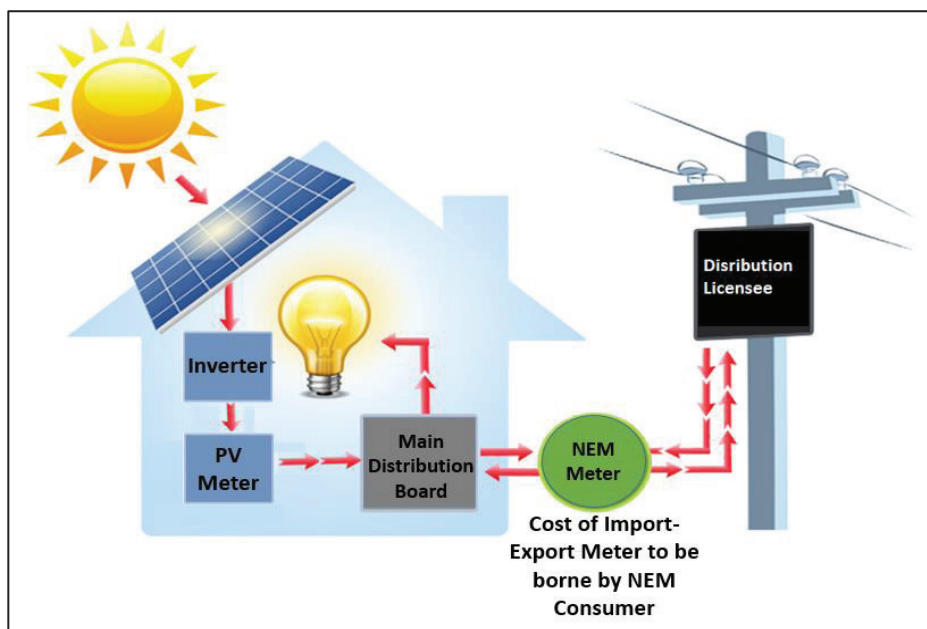 Disribution
Licensee
Inverter
PV
Meter
Main
Distribution
Board
NEM
Meter
Cost of Import-
Export Meter to be
borne by NEM
Consumer